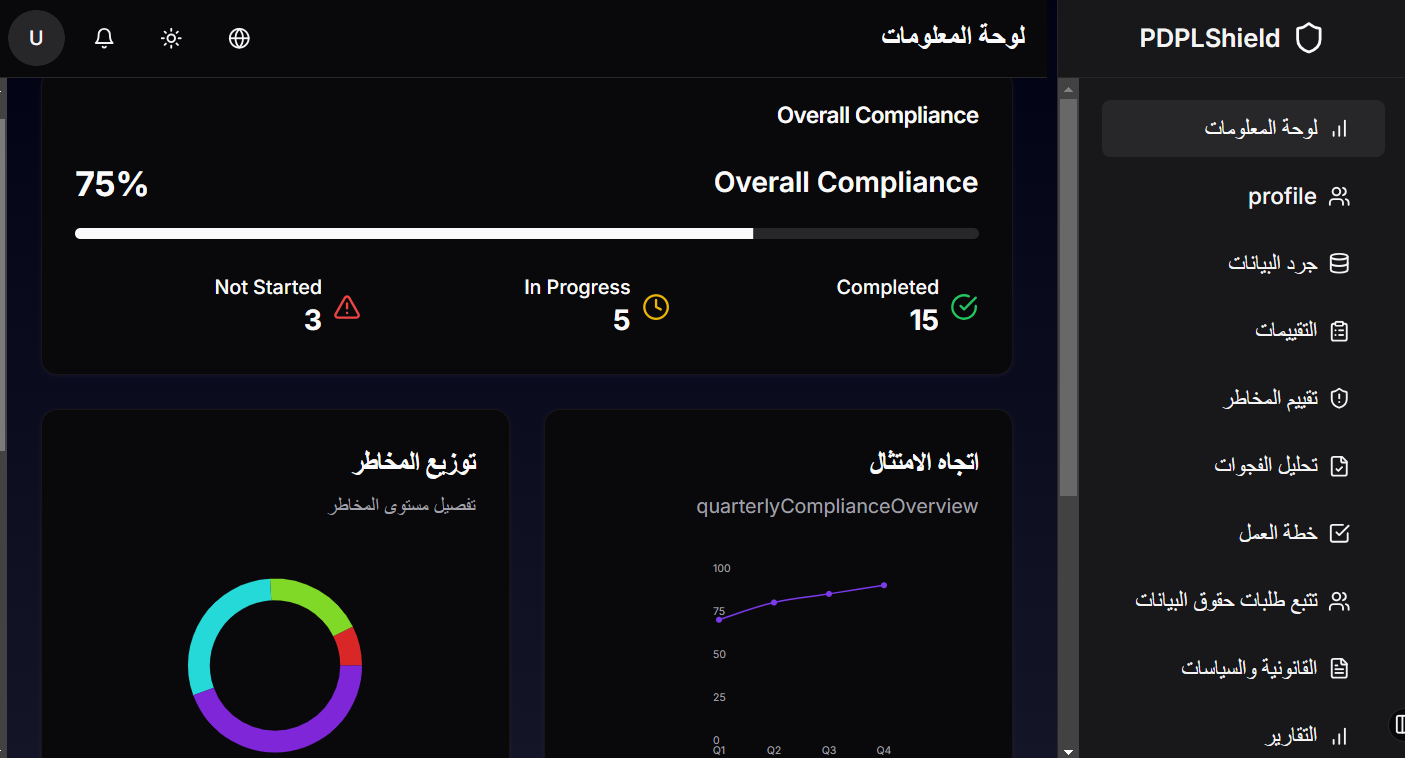 PDPLShield
لوحة المعلومات
U
لوحة المعلومات
profile
جرد البيانات
التقييمات
تقييم المخاطر
تحليل الفجوات
خطة العمل
تتبع طلبات حقوق البيانات
القانونية والسياسات
التقارير
Overall Compliance
Overall Compliance
75%
Completed
15
In Progress
5
Not Started
3
اتجاه الامتثال
quarterlyComplianceOverview
100
75
50
25
0
Q1 Q2 Q3 Q4
توزيع المخاطر
تفصيل مستوى المخاطر